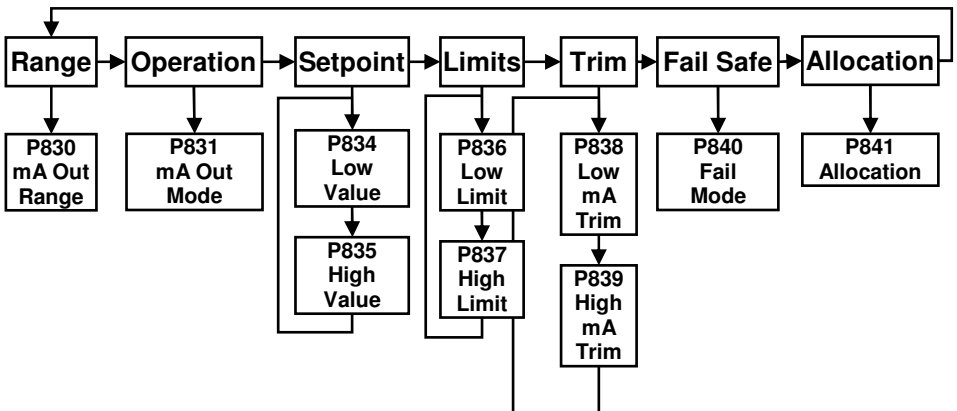 Range
Operation
Setpoint
Limits
Trim
Fail Safe
Allocation
P830
mA Out
Range
P831
mA Out
Mode
P834
Low
Value
P835
High
Value
P836
Low
Limit
P837
High
Limit
P838
Low
mA
Trim
P839
High
mA
Trim
P840
Fail
Mode
P841
Allocation